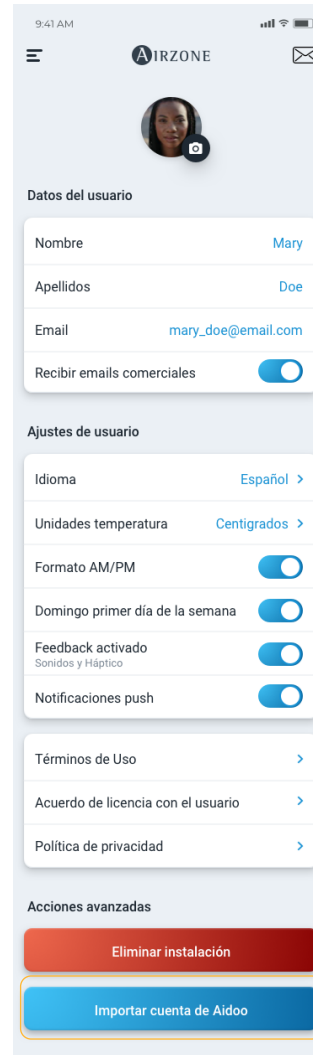 9:41 AM
AIRZONE
Datos del usuario
Nombre Mary
Apellidos Doe
Email mary_doe@email.com
Recibir emails comerciales
Ajustes de usuario
Idioma Español >
Unidades temperatura Centigrados >
Formato AM/PM
Domingo primer día de la semana
Feedback activado
Sonidos y Háptico
Notificaciones push
Términos de Uso >
Acuerdo de licencia con el usuario >
Política de privacidad >
Acciones avanzadas
Eliminar instalación
Importar cuenta de Aidoo